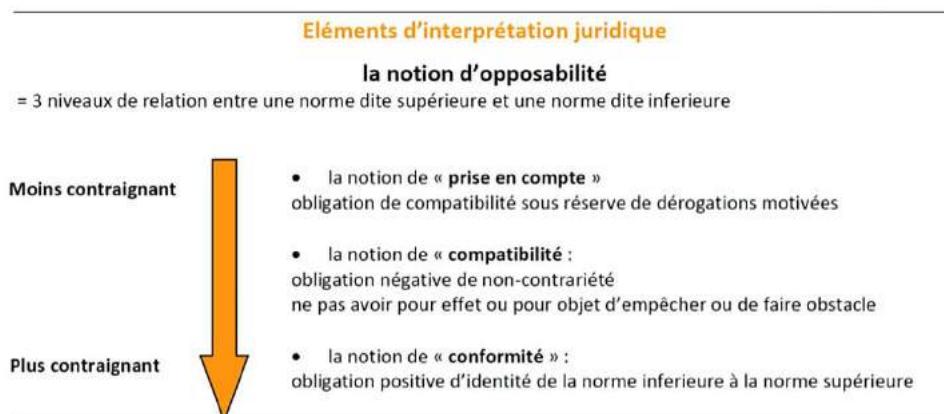 Eléments d'interprétation juridique
la notion d'opposabilité
= 3 niveaux de relation entre une norme dite supérieure et une norme dite inferieure
Moins contraignant
• la notion de « prise en compte »
obligation de compatibilité sous réserve de dérogations motivées
• la notion de « compatibilité :
obligation négative de non-contrariété
ne pas avoir pour effet ou pour objet d'empêcher ou de faire obstacle
Plus contraignant
• la notion de « conformité » :
obligation positive d'identité de la norme inferieure à la norme supérieure